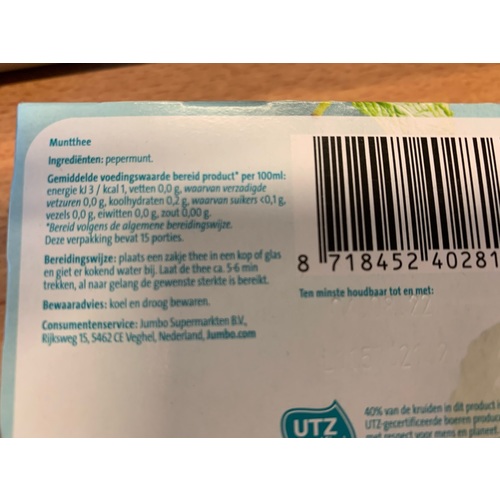 Muntthee
Ingrediënten: pepermunt.
Gemiddelde voedingswaarde bereid product* per 100ml:
energie kJ 3 / kcal 1, vetten 0,0 g, waarvan verzadigde
vetzuren 0,0 g, koolhydraten 0,2 g, waarvan suikers <0,1 g,
vezels 0,0 g, eiwitten 0,0 g, zout 0,00 g.
*Bereid volgens de algemene bereidingswijze.
Deze verpakking bevat 15 porties.
Bereidingswijze: plaats een zakje thee in een kop of glas
en giet er kokend water bij. Laat de thee ca. 5-6 min
trekken, al naar gelang de gewenste sterkte is bereikt.
Bewaaradvies: koel en droog bewaren.
Consumentenservice: Jumbo Supermarkten B.V.,
Rijksweg 15, 5462 CE Veghel, Nederland, Jumbo.com
8 718452 40281
Ten minste houdbaar tot en met:
UTZ
40% van de kruiden in dit product
UTZ-gecertificeerde boeren
met respect voor mens en planeet.